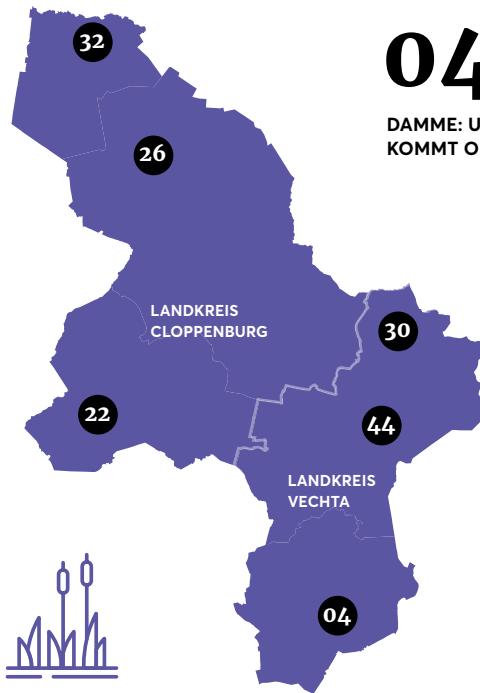 32
04
DAMME: U
KOMMT O
26
LANDKREIS
CLOPPENBURG
30
22
44
LANDKREIS
VECHTA
04